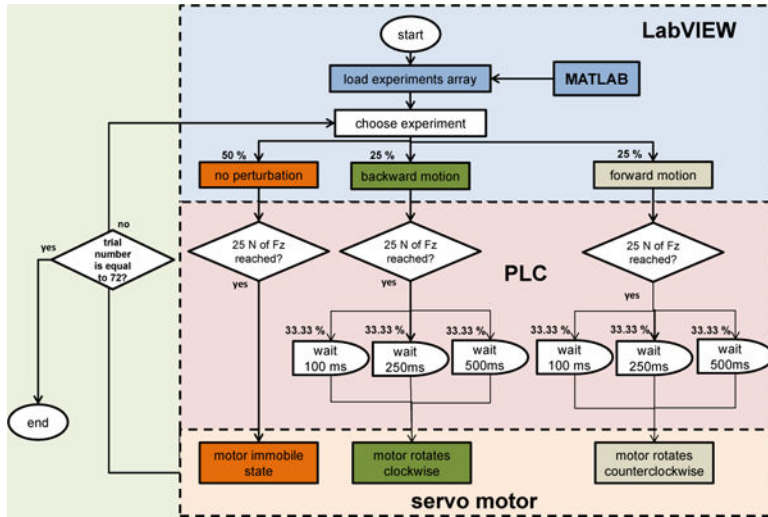 start
LabVIEW
load experiments array
MATLAB
choose experiment
50 %
25 %
25 %
no perturbation
backward motion
forward motion
no
yes
trial
number
is equal
to 72?
25 N of Fz
reached?
25 N of Fz
reached?
25 N of Fz
reached?
PLC
yes
yes
yes
33.33 %
33.33 %
33.33 %
33.33 %
33.33 %
33.33 %
wait
100 ms
wait
250ms
wait
500ms
wait
100 ms
wait
250ms
wait
500ms
end
motor immobile
state
motor rotates
clockwise
motor rotates
counterclockwise
servo motor